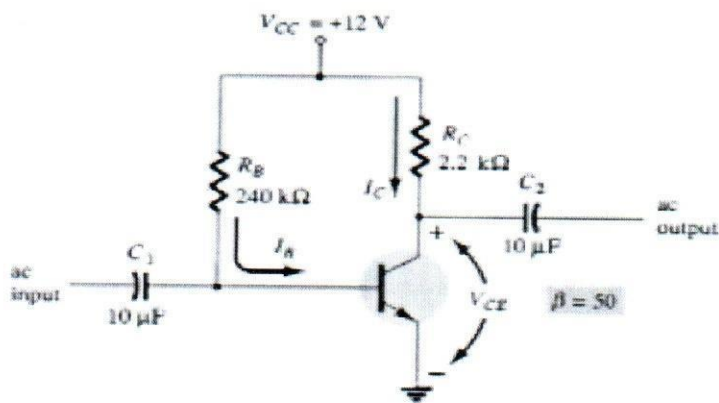 V_CC = +12 V
R_C
2.2 kΩ
R_B
240 kΩ
I_C
C_2
10 µF
ac
output
+
I_B
C_1
ac
input
10 µF
V_CE
β = 50
−